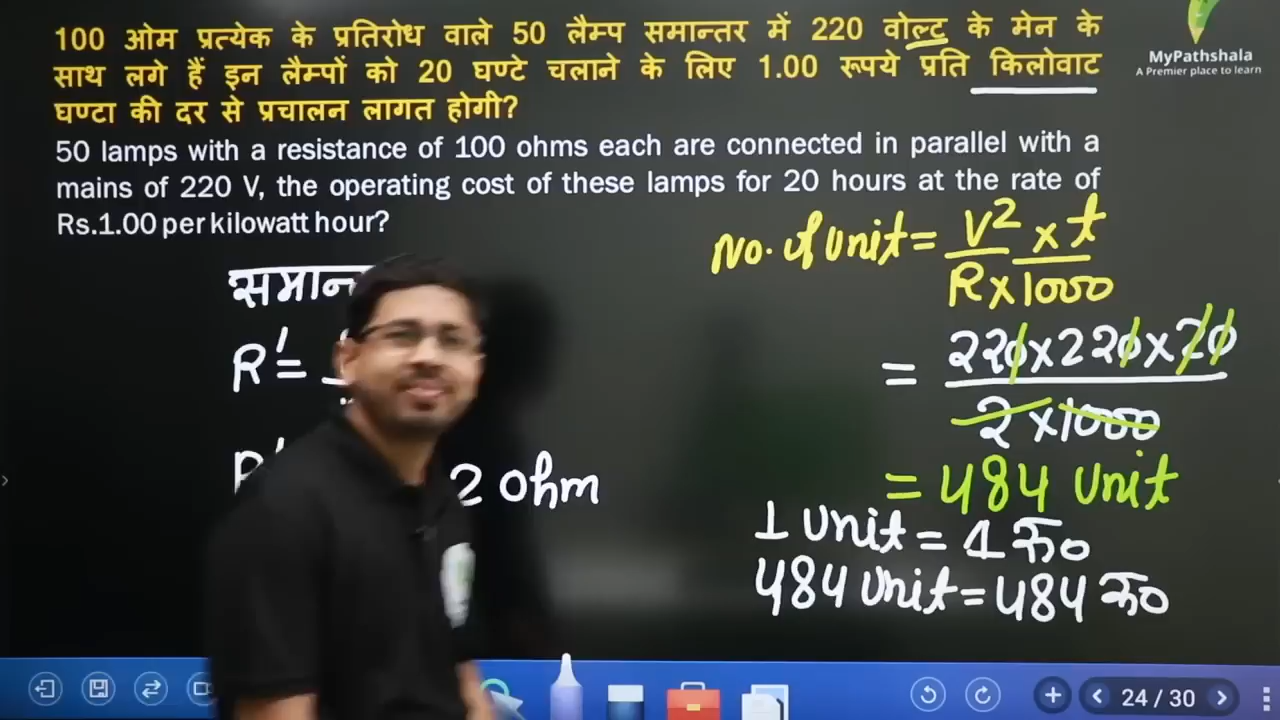 100 ओम प्रत्येक के प्रतिरोध वाले 50 लैम्प समान्तर में 220 वोल्ट के मेन के
साथ लगे हैं इन लैम्पों को 20 घण्टे चलाने के लिए 1.00 रूपये प्रति किलोवाट
घण्टा की दर से प्रचालन लागत होगी?
MyPathshala
A Premier place to learn
50 lamps with a resistance of 100 ohms each are connected in parallel with a
mains of 220 V, the operating cost of these lamps for 20 hours at the rate of
Rs.1.00 per kilowatt hour?
समान
R' =
2 ohm
No. of Unit = V² × t
R × 1000
= 220 × 220 × 20
2 × 1000
= 484 Unit
1 Unit = 1 रू०
484 Unit = 484 रू०
24 / 30